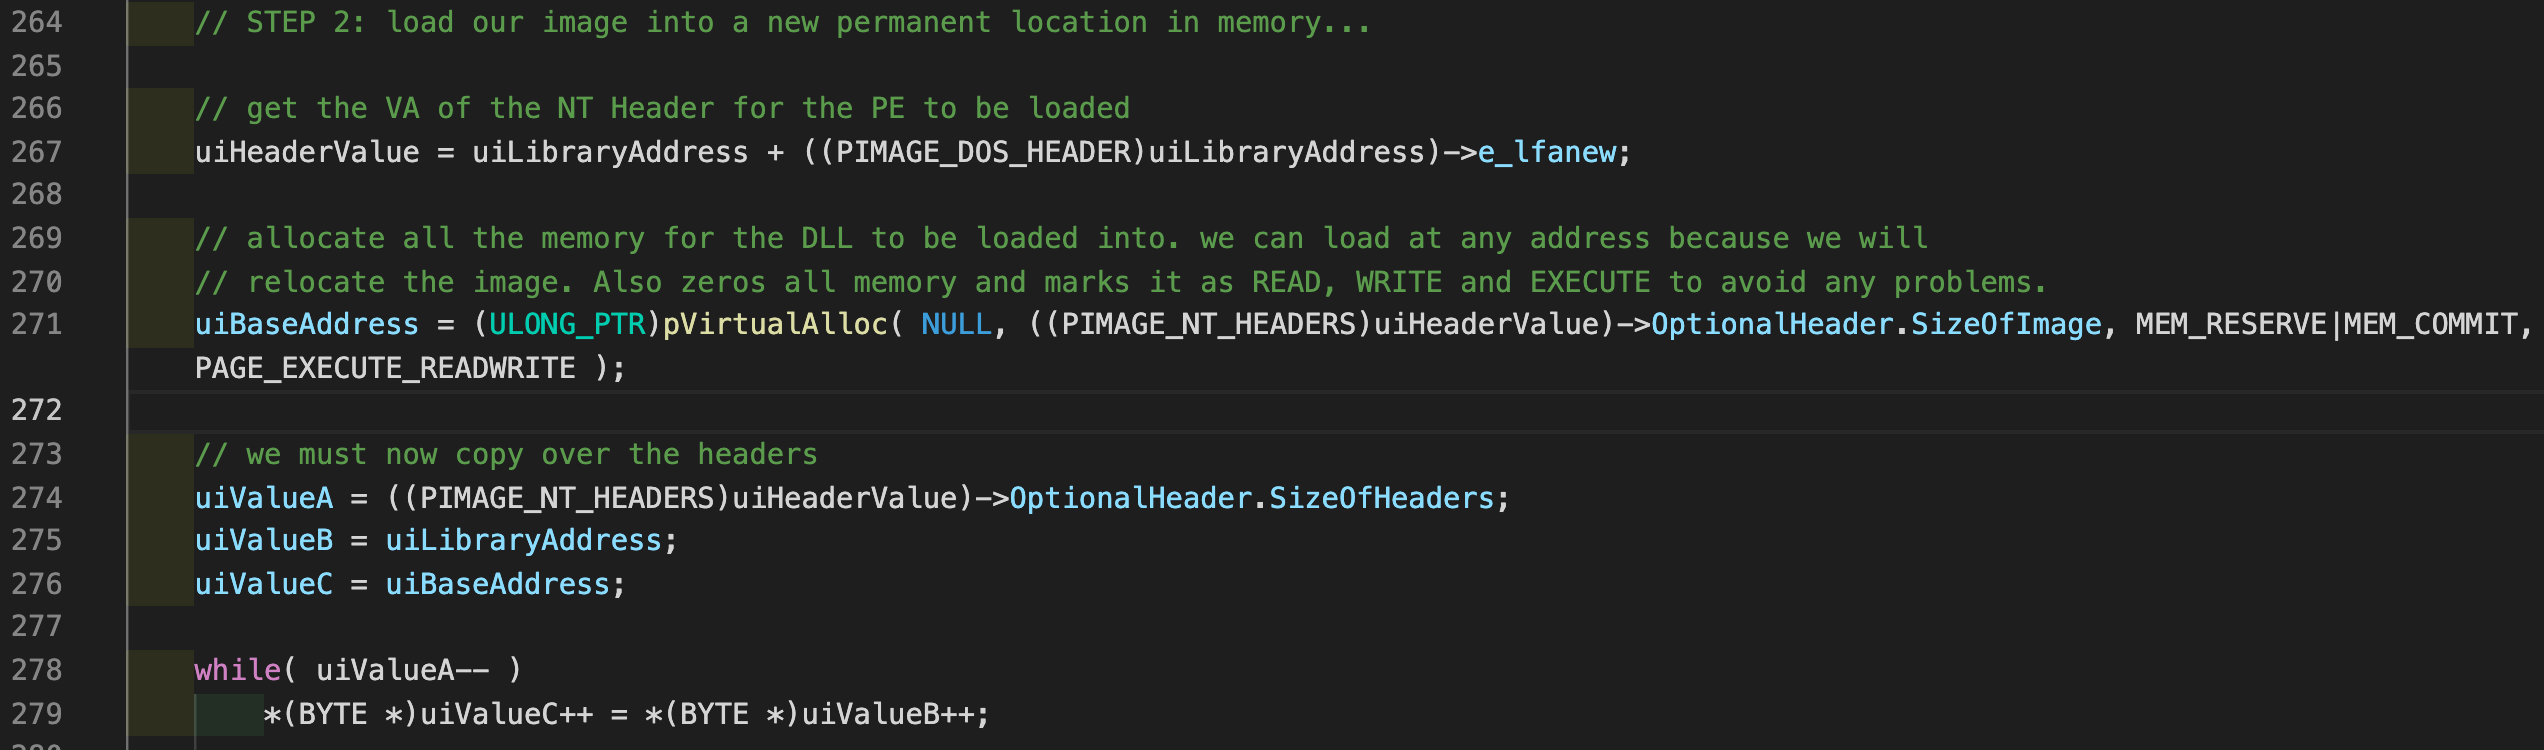 264 // STEP 2: load our image into a new permanent location in memory...
265
266 // get the VA of the NT Header for the PE to be loaded
267 uiHeaderValue = uiLibraryAddress + ((PIMAGE_DOS_HEADER)uiLibraryAddress)->e_lfanew;
268
269 // allocate all the memory for the DLL to be loaded into. we can load at any address because we will
270 // relocate the image. Also zeros all memory and marks it as READ, WRITE and EXECUTE to avoid any problems.
271 uiBaseAddress = (ULONG_PTR)pVirtualAlloc( NULL, ((PIMAGE_NT_HEADERS)uiHeaderValue)->OptionalHeader.SizeOfImage, MEM_RESERVE|MEM_COMMIT,
PAGE_EXECUTE_READWRITE );
272
273 // we must now copy over the headers
274 uiValueA = ((PIMAGE_NT_HEADERS)uiHeaderValue)->OptionalHeader.SizeOfHeaders;
275 uiValueB = uiLibraryAddress;
276 uiValueC = uiBaseAddress;
277
278 while( uiValueA-- )
279 *(BYTE *)uiValueC++ = *(BYTE *)uiValueB++;